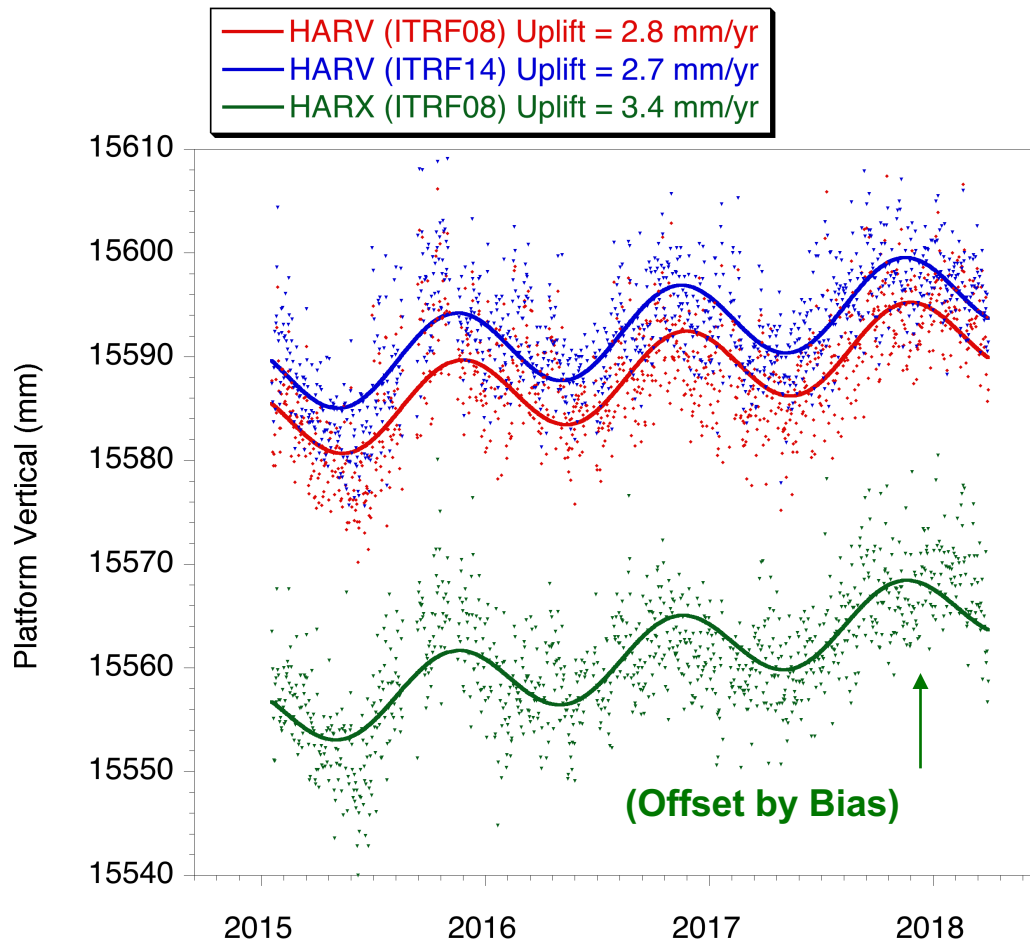 HARV (ITRF08) Uplift = 2.8 mm/yr
HARV (ITRF14) Uplift = 2.7 mm/yr
HARX (ITRF08) Uplift = 3.4 mm/yr
Platform Vertical (mm)
15610
15600
15590
15580
15570
15560
15550
15540
(Offset by Bias)
2015
2016
2017
2018